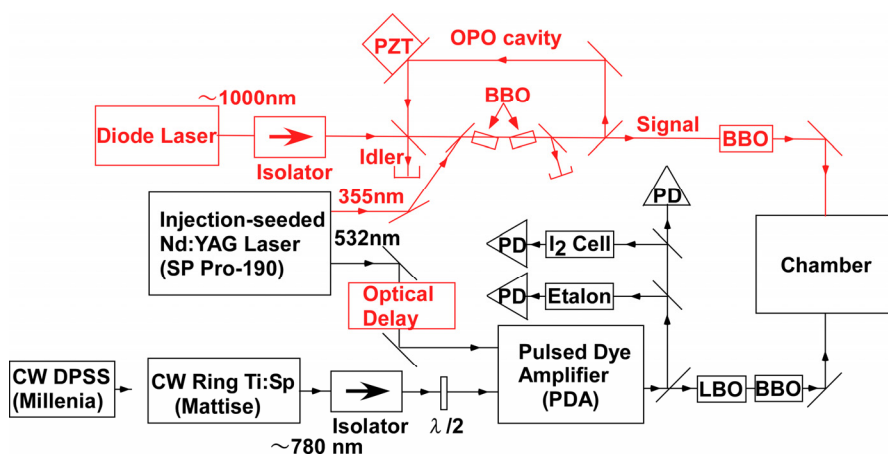 PZT
OPO cavity
BBO
~1000nm
Diode Laser
Isolator
Idler
Signal
BBO
355nm
Injection-seeded
Nd:YAG Laser
(SP Pro-190)
532nm
PD
PD
I2 Cell
PD
Etalon
Chamber
Optical
Delay
CW DPSS
(Millenia)
CW Ring Ti:Sp
(Mattise)
Isolator
~780 nm
λ/2
Pulsed Dye
Amplifier
(PDA)
LBO
BBO